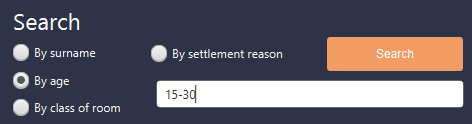 Search
By surname
By settlement reason
Search
By age
15-30
By class of room